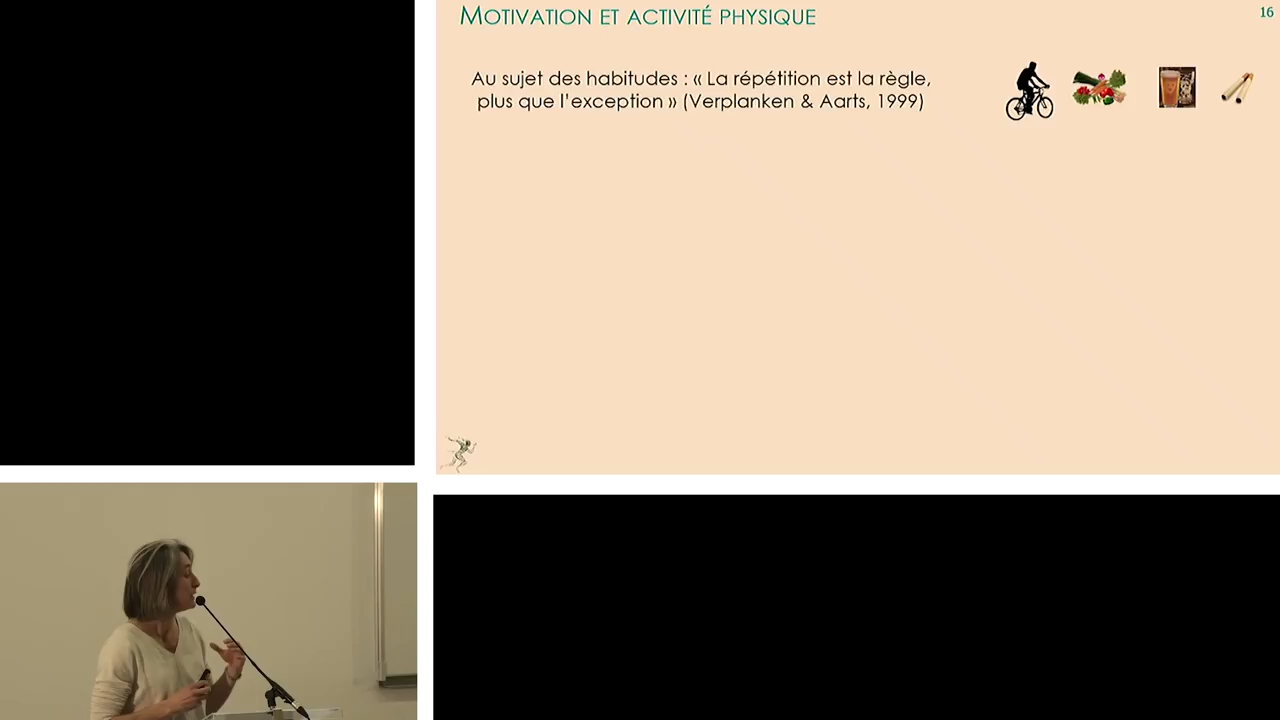 MOTIVATION ET ACTIVITÉ PHYSIQUE
16
Au sujet des habitudes : « La répétition est la règle,
plus que l'exception » (Verplanken & Aarts, 1999)